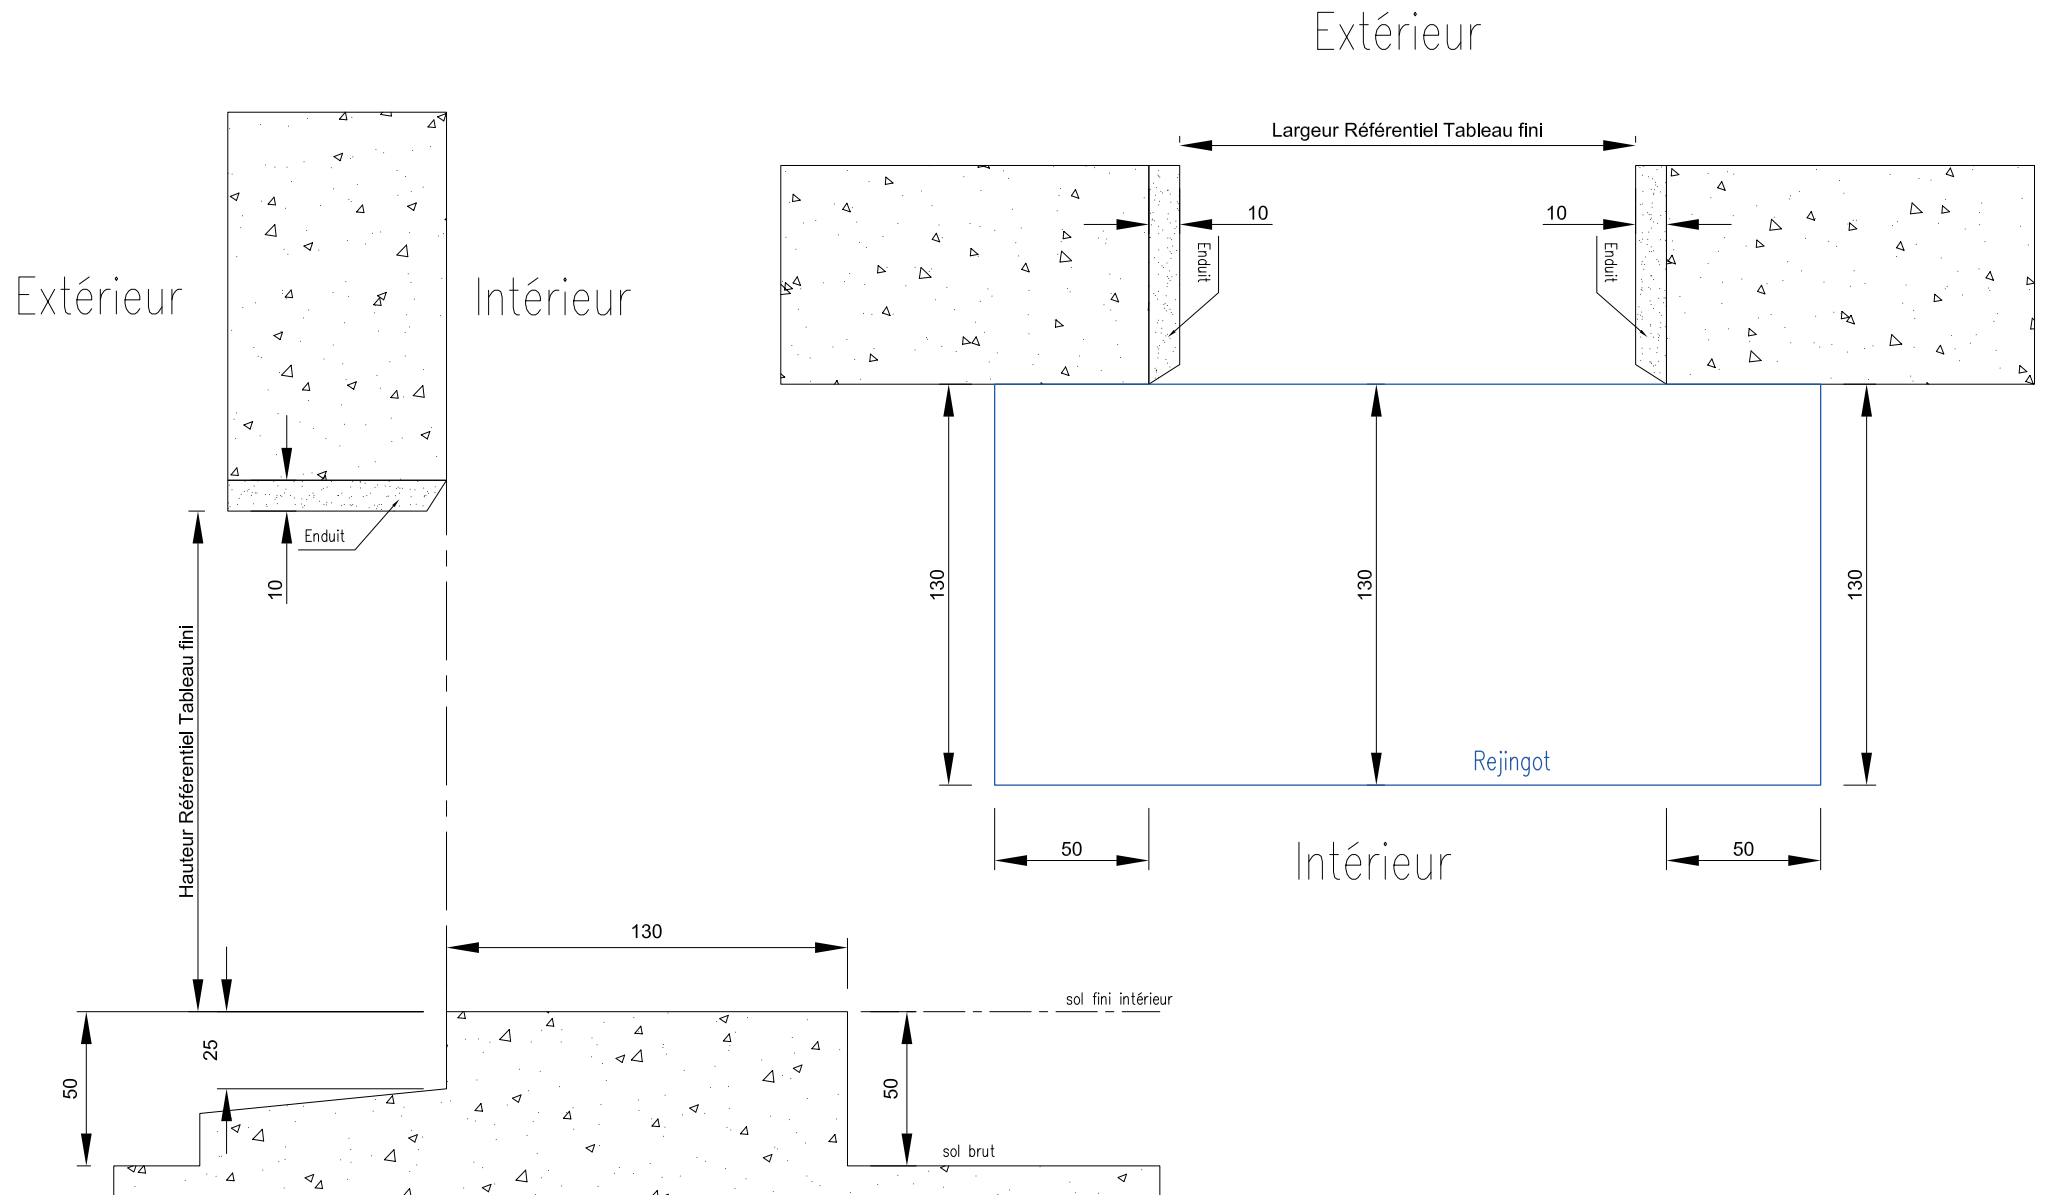 Extérieur
Largeur Référentiel Tableau fini
10
10
Enduit
Enduit
Extérieur
Intérieur
Enduit
10
Hauteur Référentiel Tableau fini
130
130
130
Rejingot
50
50
Intérieur
130
sol fini intérieur
25
50
50
sol brut